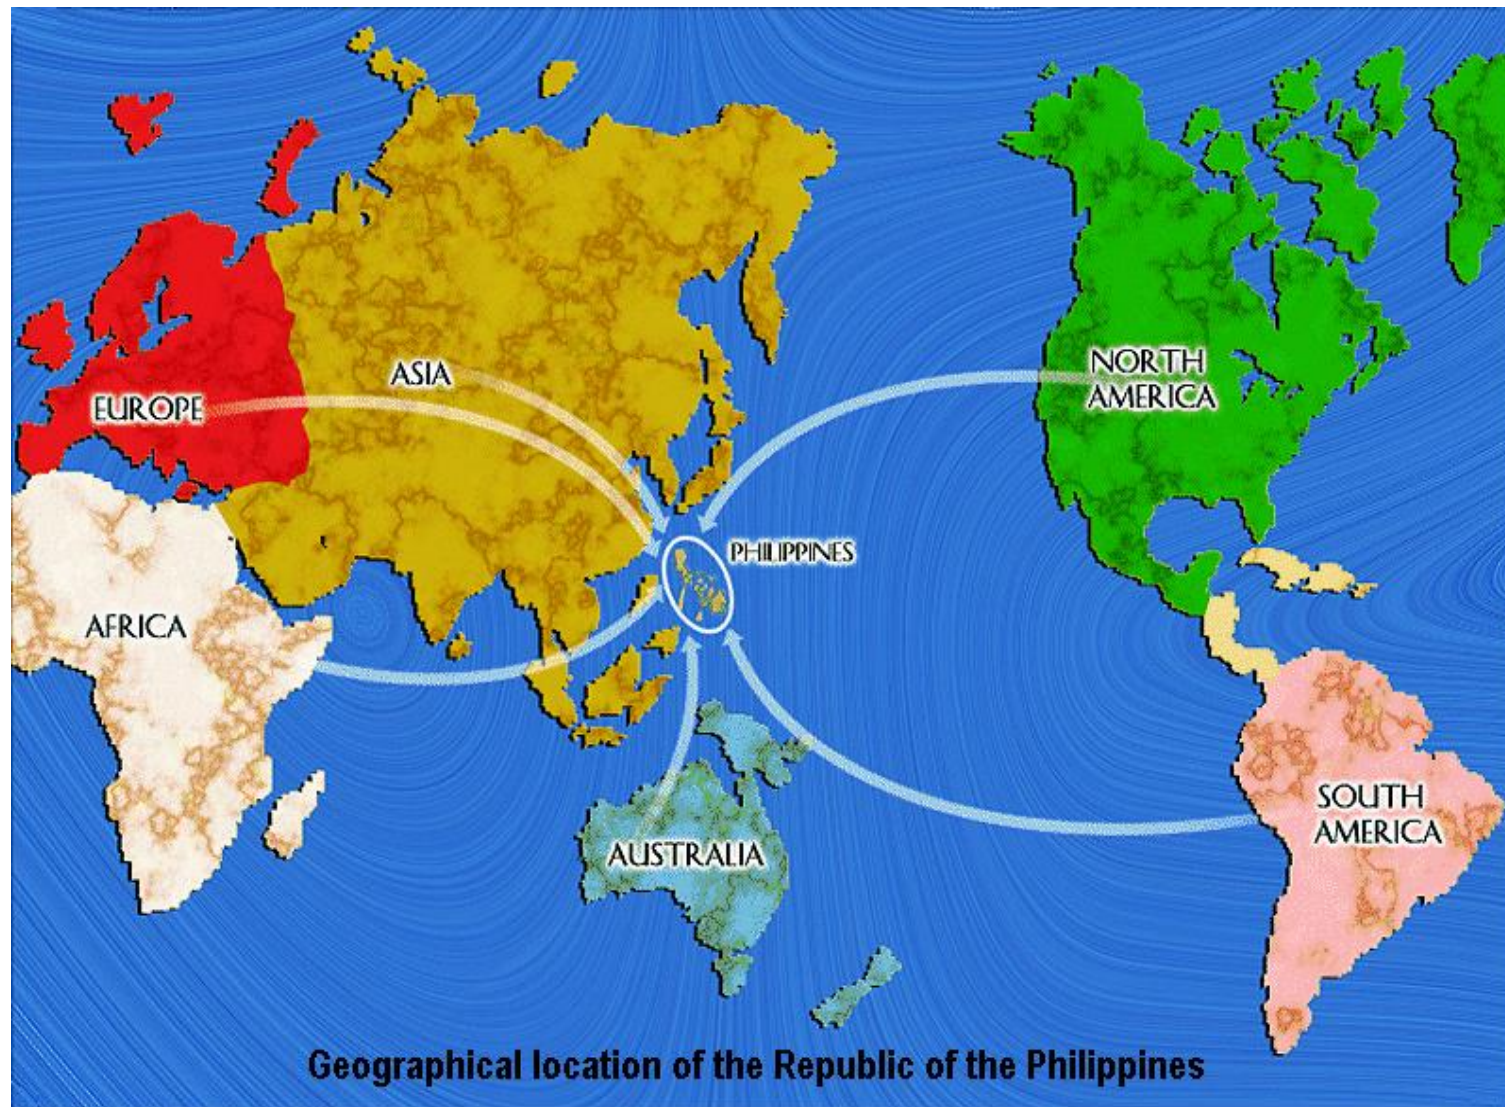 ASIA
EUROPE
NORTH
AMERICA
PHILIPPINES
AFRICA
SOUTH
AMERICA
AUSTRALIA
Geographical location of the Republic of the Philippines